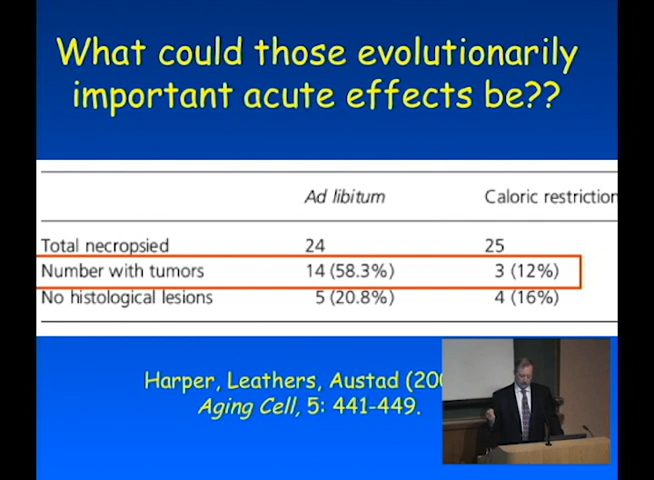 What could those evolutionarily
important acute effects be??
Ad libitum Caloric restriction
Total necropsied 24 25
Number with tumors 14 (58.3%) 3 (12%)
No histological lesions 5 (20.8%) 4 (16%)
Harper, Leathers, Austad (200
Aging Cell, 5: 441-449.